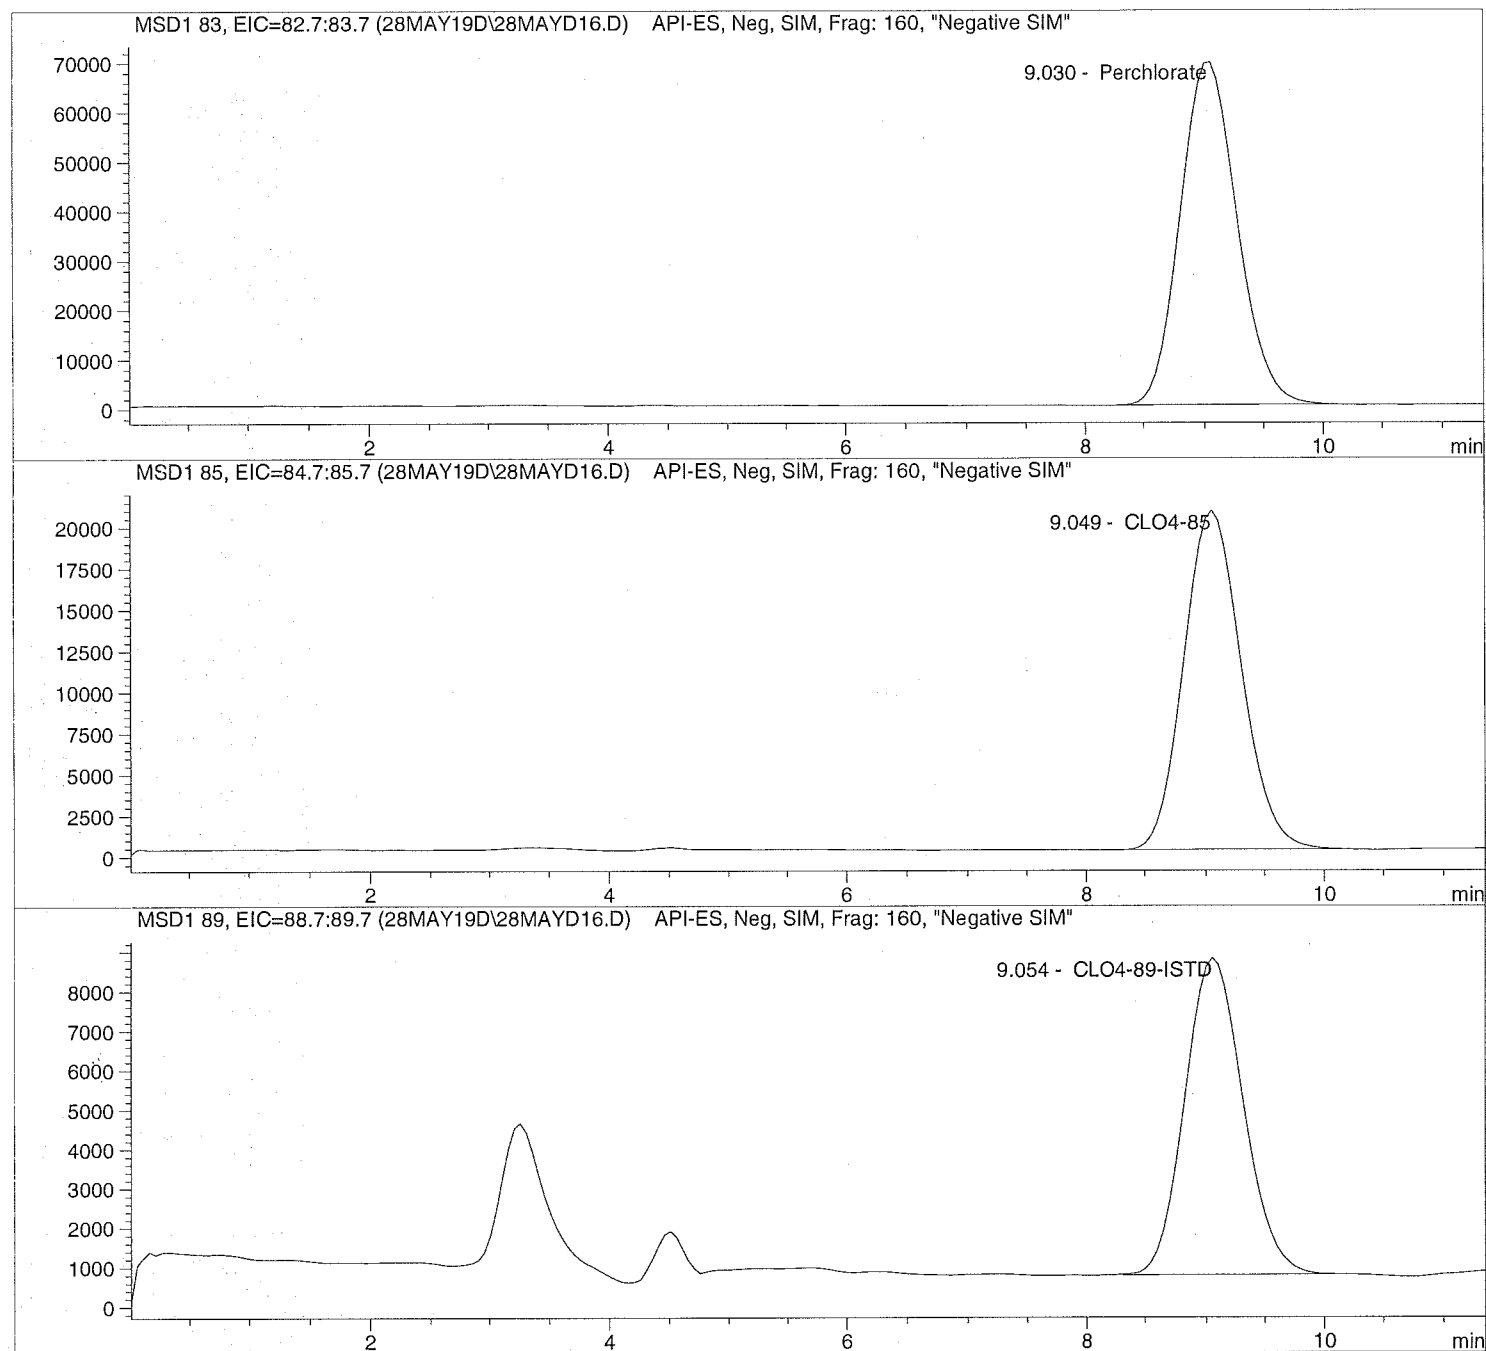 MSD1 83, EIC=82.7:83.7 (28MAY19D\28MAYD16.D) API-ES, Neg, SIM, Frag: 160, "Negative SIM"
70000
9.030 - Perchlorate
60000
50000
40000
30000
20000
10000
0
2 4 6 8 10 min
MSD1 85, EIC=84.7:85.7 (28MAY19D\28MAYD16.D) API-ES, Neg, SIM, Frag: 160, "Negative SIM"
20000
9.049 - CLO4-85
17500
15000
12500
10000
7500
5000
2500
0
2 4 6 8 10 min
MSD1 89, EIC=88.7:89.7 (28MAY19D\28MAYD16.D) API-ES, Neg, SIM, Frag: 160, "Negative SIM"
9.054 - CLO4-89-ISTD
8000
7000
6000
5000
4000
3000
2000
1000
0
2 4 6 8 10 min